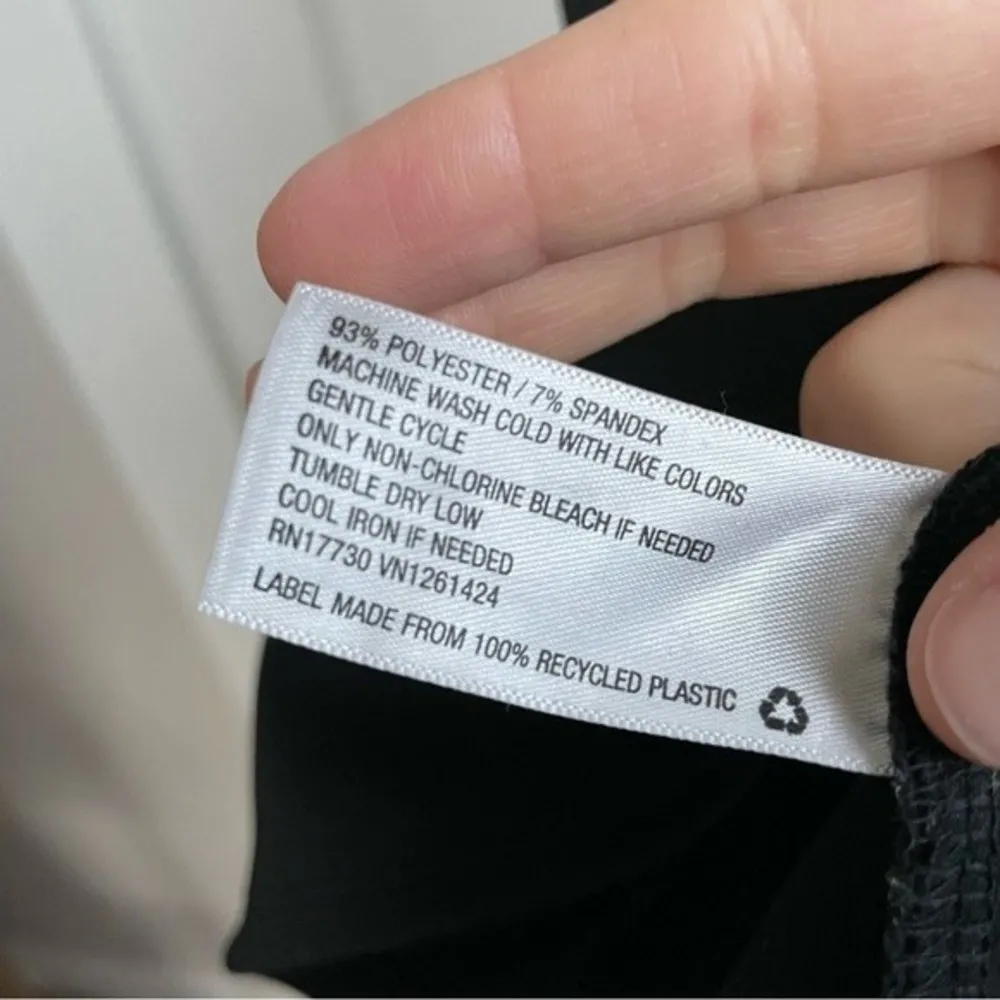 93% POLYESTER / 7% SPANDEX
MACHINE WASH COLD WITH LIKE COLORS
GENTLE CYCLE
ONLY NON-CHLORINE BLEACH IF NEEDED
TUMBLE DRY LOW
COOL IRON IF NEEDED
RN17730 VN1261424
LABEL MADE FROM 100% RECYCLED PLASTIC